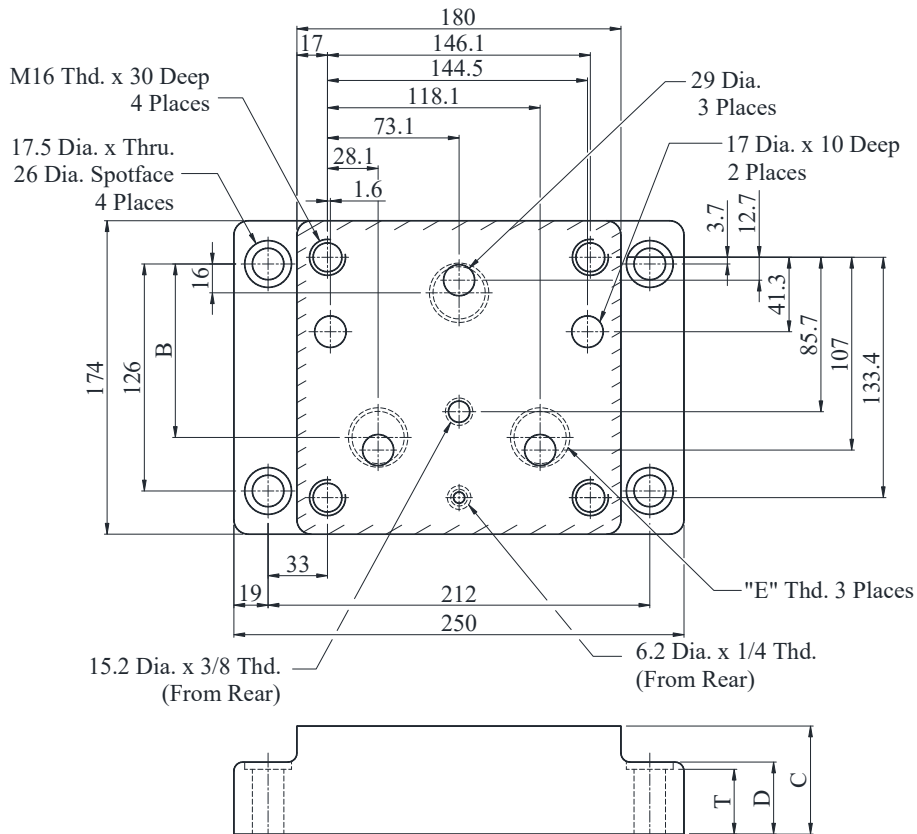 180
17
146.1
144.5
118.1
73.1
28.1
1.6
M16 Thd. x 30 Deep
4 Places
29 Dia.
3 Places
17.5 Dia. x Thru.
26 Dia. Spotface
4 Places
17 Dia. x 10 Deep
2 Places
3.7
12.7
16
41.3
85.7
107
133.4
B
126
174
33
19
212
250
"E" Thd. 3 Places
15.2 Dia. x 3/8 Thd.
(From Rear)
6.2 Dia. x 1/4 Thd.
(From Rear)
T
D
C